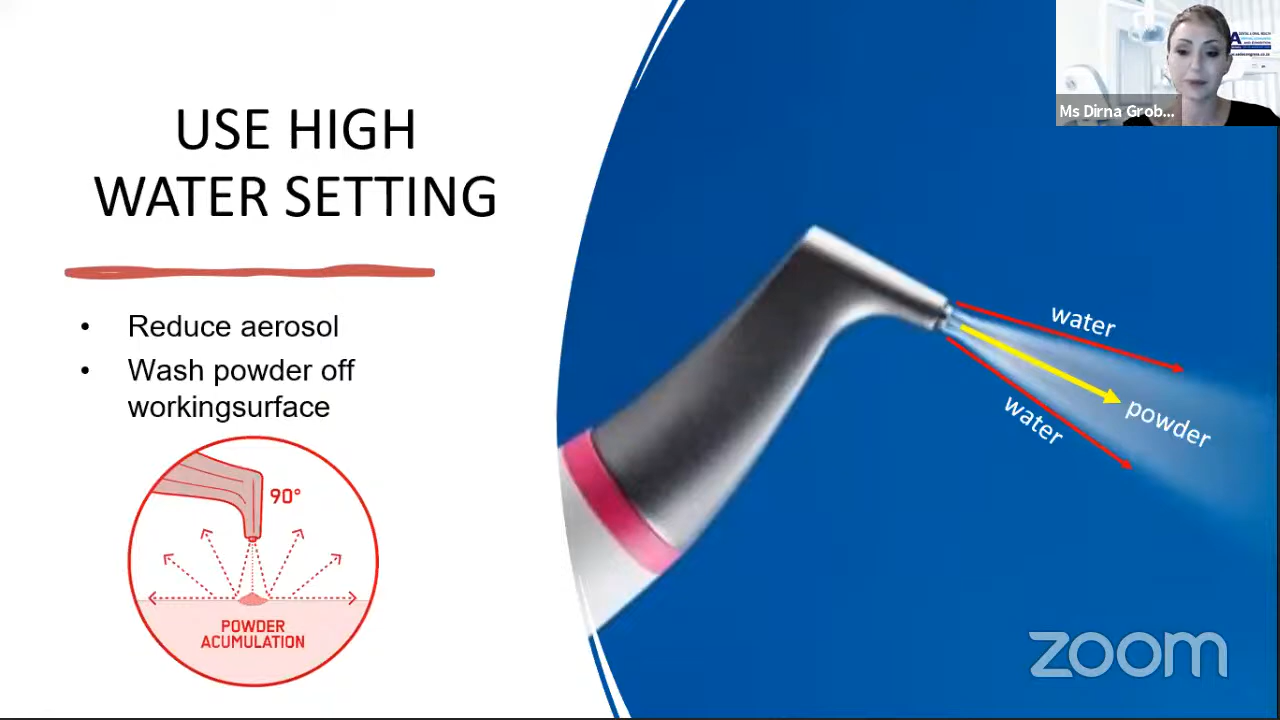 USE HIGH
WATER SETTING
• Reduce aerosol
• Wash powder off
workingsurface
90°
POWDER
ACUMULATION
water
powder
water
Ms Dirna Grob...
zoom